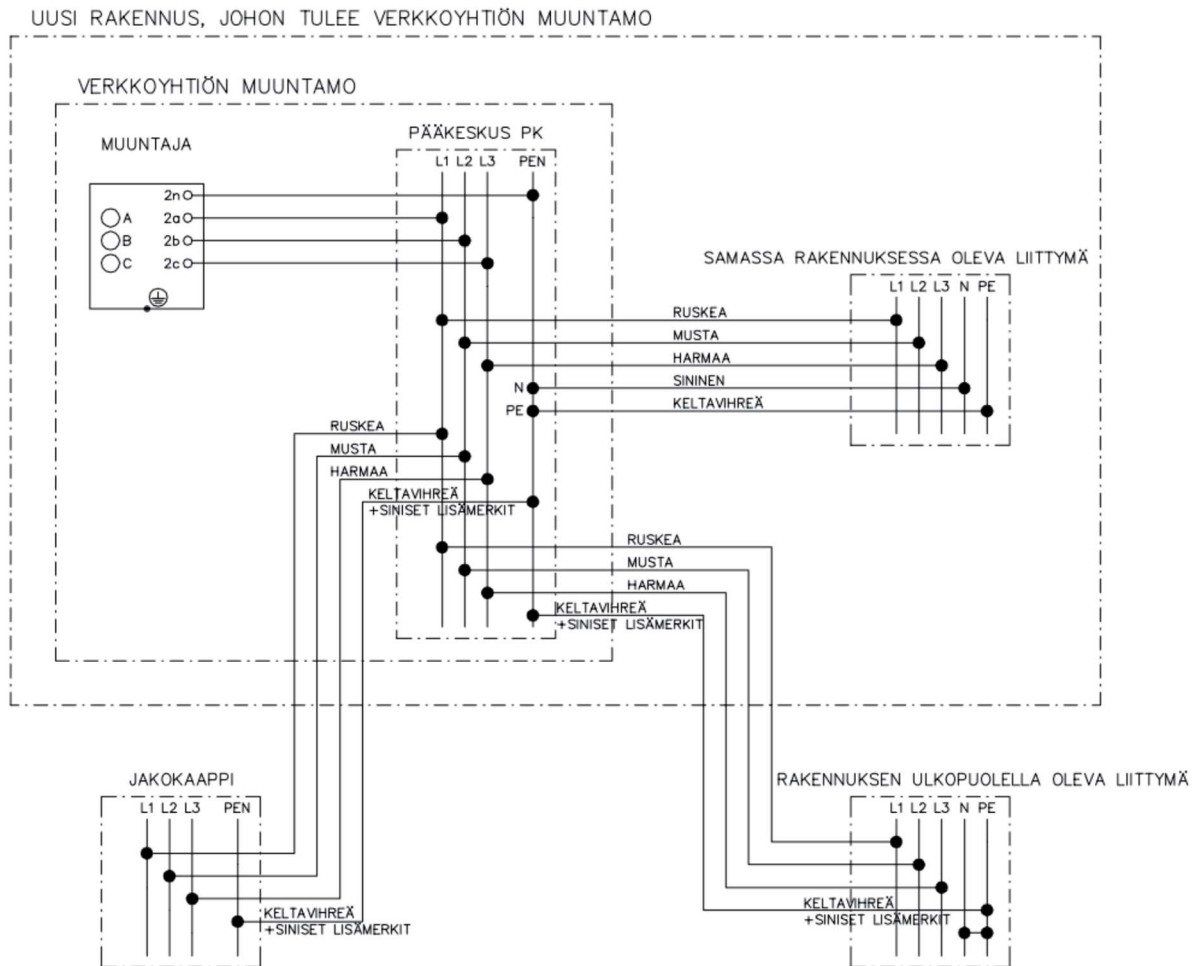 UUSI RAKENNUS, JOHON TULEE VERKKOYHTIÖN MUUNTAMO
VERKKOYHTIÖN MUUNTAMO
MUUNTAJA
PÄÄKESKUS PK
L1 L2 L3 PEN
2n
A 2a
B 2b
C 2c
SAMASSA RAKENNUKSESSA OLEVA LIITTYMÄ
L1 L2 L3 N PE
RUSKEA
MUSTA
HARMAA
N SININEN
PE KELTAVIHREÄ
RUSKEA
MUSTA
HARMAA
KELTAVIHREÄ
+SINISET LISÄMERKIT
RUSKEA
MUSTA
HARMAA
KELTAVIHREÄ
+SINISET LISÄMERKIT
JAKOKAAPPI
L1 L2 L3 PEN
KELTAVIHREÄ
+SINISET LISÄMERKIT
RAKENNUKSEN ULKOPUOLELLA OLEVA LIITTYMÄ
L1 L2 L3 N PE
KELTAVIHREÄ
+SINISET LISÄMERKIT